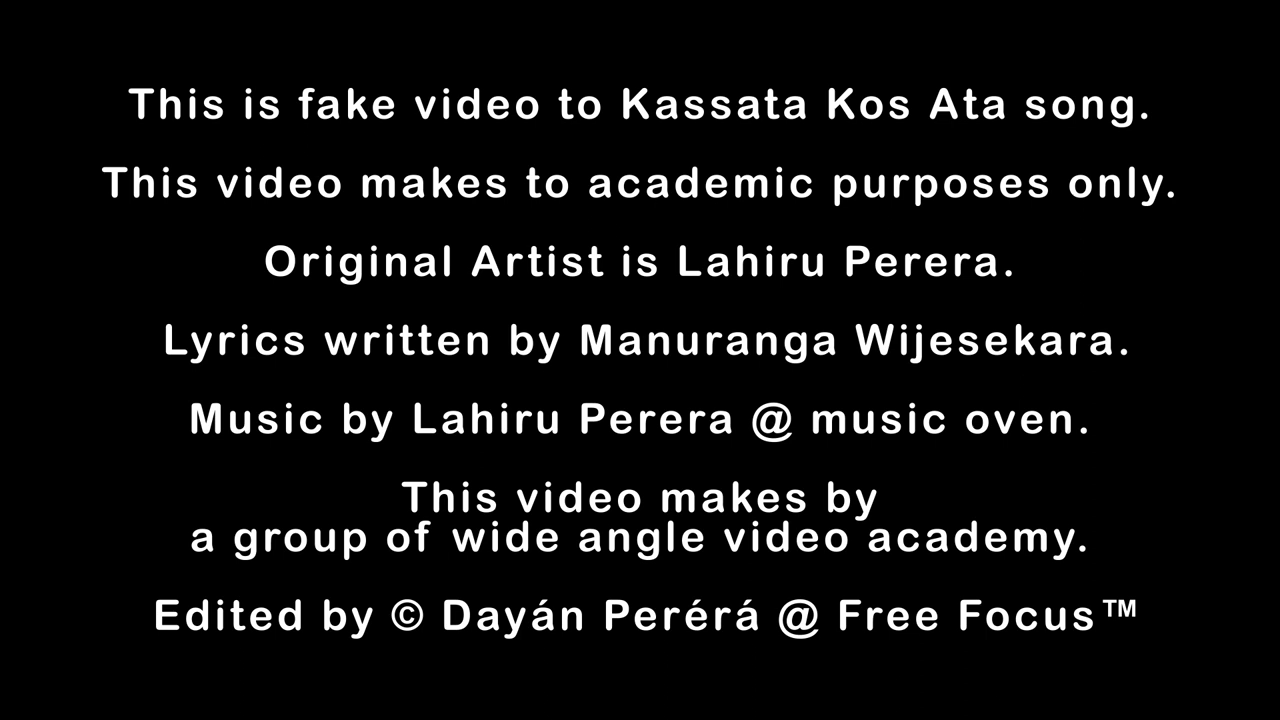 This is fake video to Kassata Kos Ata song.
This video makes to academic purposes only.
Original Artist is Lahiru Perera.
Lyrics written by Manuranga Wijesekara.
Music by Lahiru Perera @ music oven.
This video makes by
a group of wide angle video academy.
Edited by © Dayán Perérá @ Free Focus™